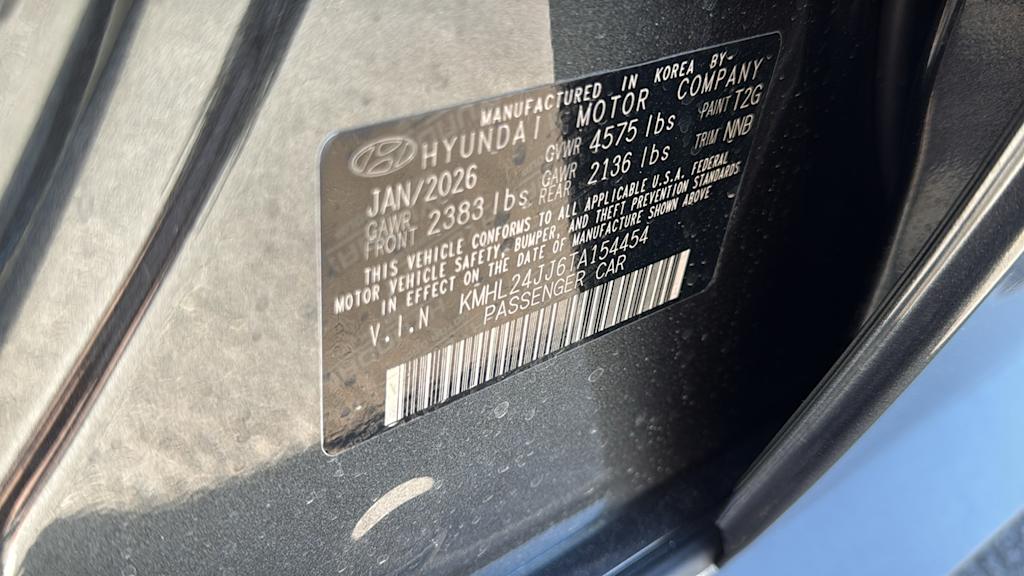 MANUFACTURED IN KOREA BY
HYUNDAI MOTOR COMPANY
JAN/2026 GVWR 4575 lbs PAINT T2G
GAWR FRONT 2383 lbs GAWR REAR 2136 lbs TRIM NNB
THIS VEHICLE CONFORMS TO ALL APPLICABLE U.S.A. FEDERAL
MOTOR VEHICLE SAFETY, BUMPER, AND THEFT PREVENTION STANDARDS
IN EFFECT ON THE DATE OF MANUFACTURE SHOWN ABOVE
V.I.N KMHL24JJ6TA154454
PASSENGER CAR